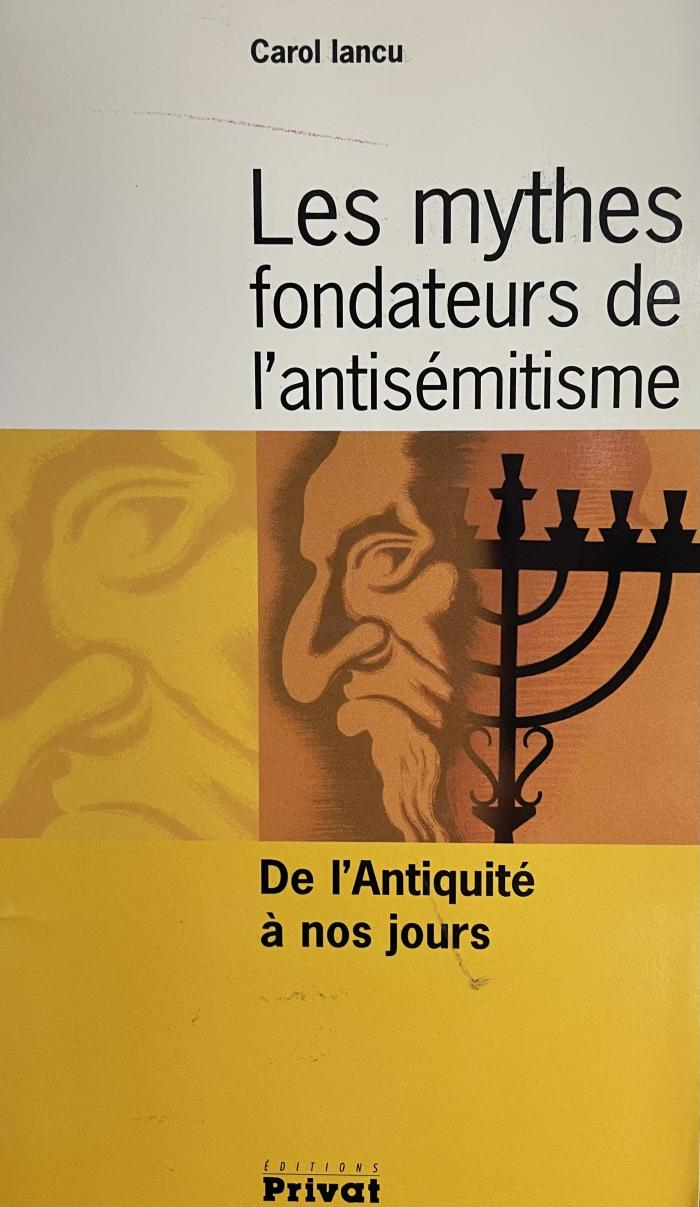 Carol Iancu
Les mythes
fondateurs de
l'antisémitisme
De l'Antiquité
à nos jours
ÉDITIONS
Privat